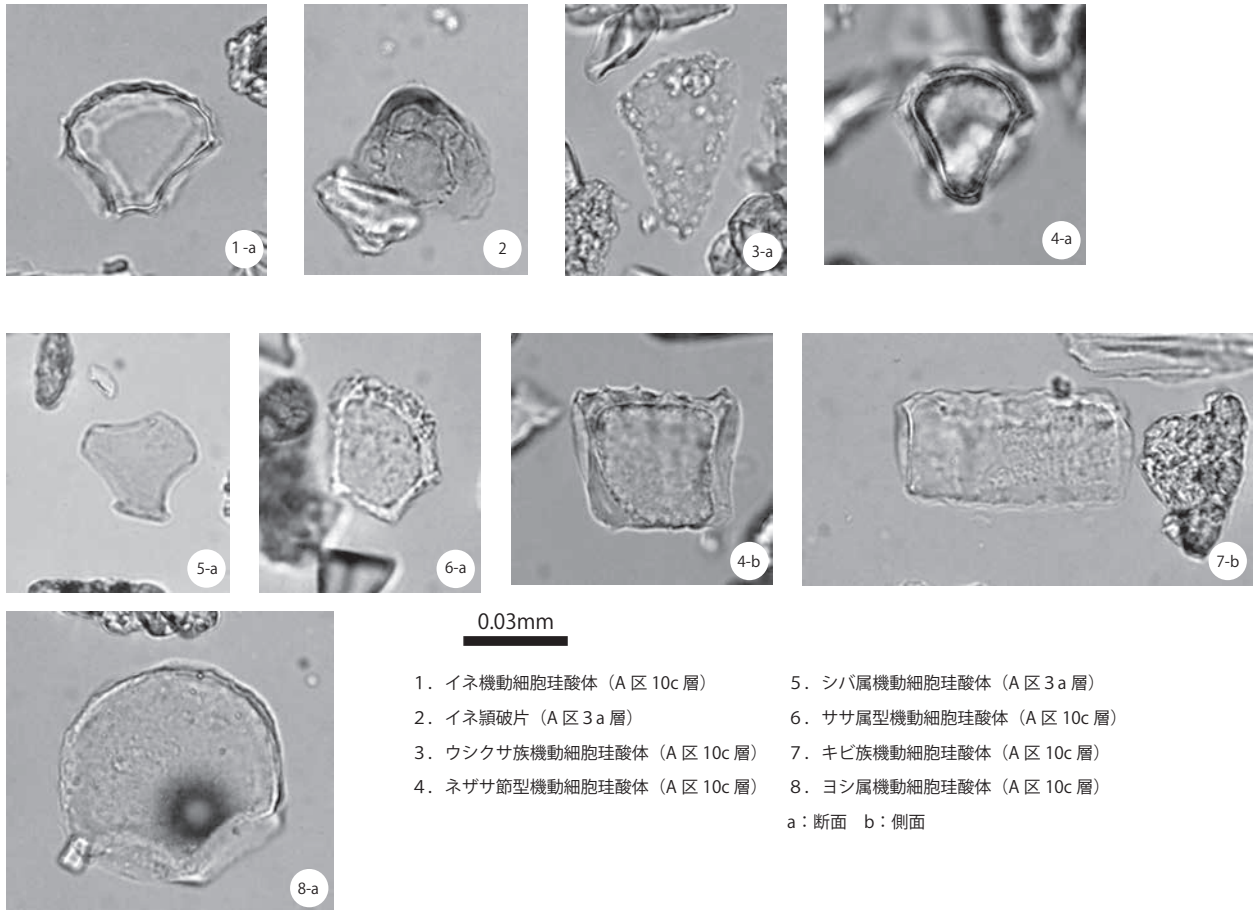 1-a
2
3-a
4-a
5-a
6-a
4-b
7-b
8-a
0.03mm
1．イネ機動細胞珪酸体（A 区 10c 層）
2．イネ穎破片（A 区 3 a 層）
3．ウシクサ族機動細胞珪酸体（A 区 10c 層）
4．ネザサ節型機動細胞珪酸体（A 区 10c 層）
5．シバ属機動細胞珪酸体（A 区 3 a 層）
6．ササ属型機動細胞珪酸体（A 区 10c 層）
7．キビ族機動細胞珪酸体（A 区 10c 層）
8．ヨシ属機動細胞珪酸体（A 区 10c 層）
a：断面　b：側面